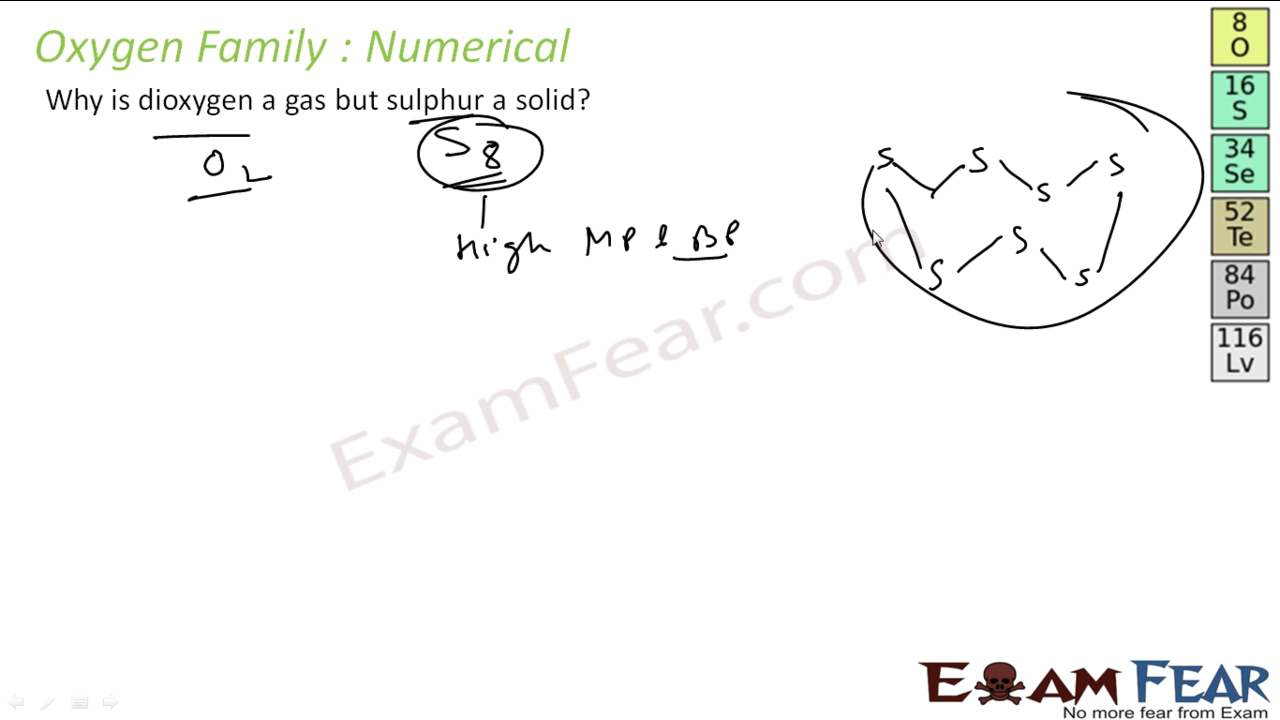 Oxygen Family : Numerical
Why is dioxygen a gas but sulphur a solid?
O2
S8
High MP & BP
S S S S
S S S
8
O
16
S
34
Se
52
Te
84
Po
116
Lv
ExamFear.com
EXAM FEAR
No more fear from Exam